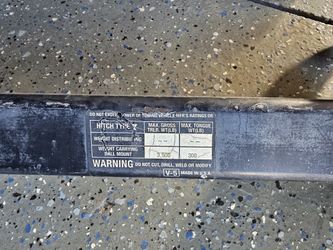 DO NOT EXCEED LOWER OF TOWING VEHICLE MFR'S RATINGS OR
HITCH TYPE MAX. GROSS TRLR. WT(LB) MAX. TONGUE WT(LB)
WEIGHT DISTRIBUTING -- --
WEIGHT CARRYING BALL MOUNT 3,500 300
WARNING DO NOT CUT, DRILL, WELD OR MODIFY
V-5 MADE IN U.S.A.